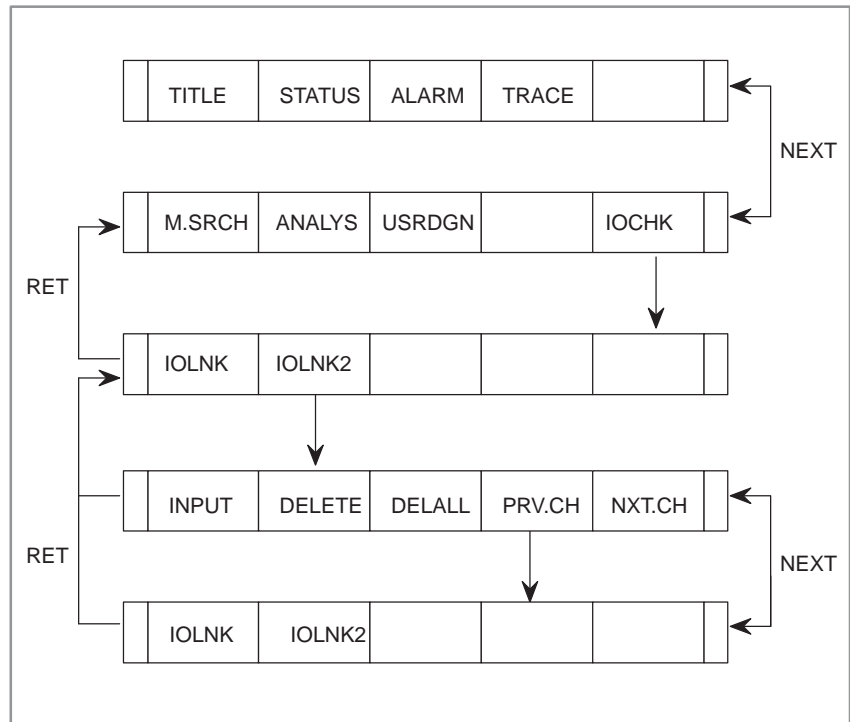 TITLE STATUS ALARM TRACE
NEXT
M.SRCH ANALYS USRDGN IOCHK
RET
IOLNK IOLNK2
INPUT DELETE DELALL PRV.CH NXT.CH
RET NEXT
IOLNK IOLNK2